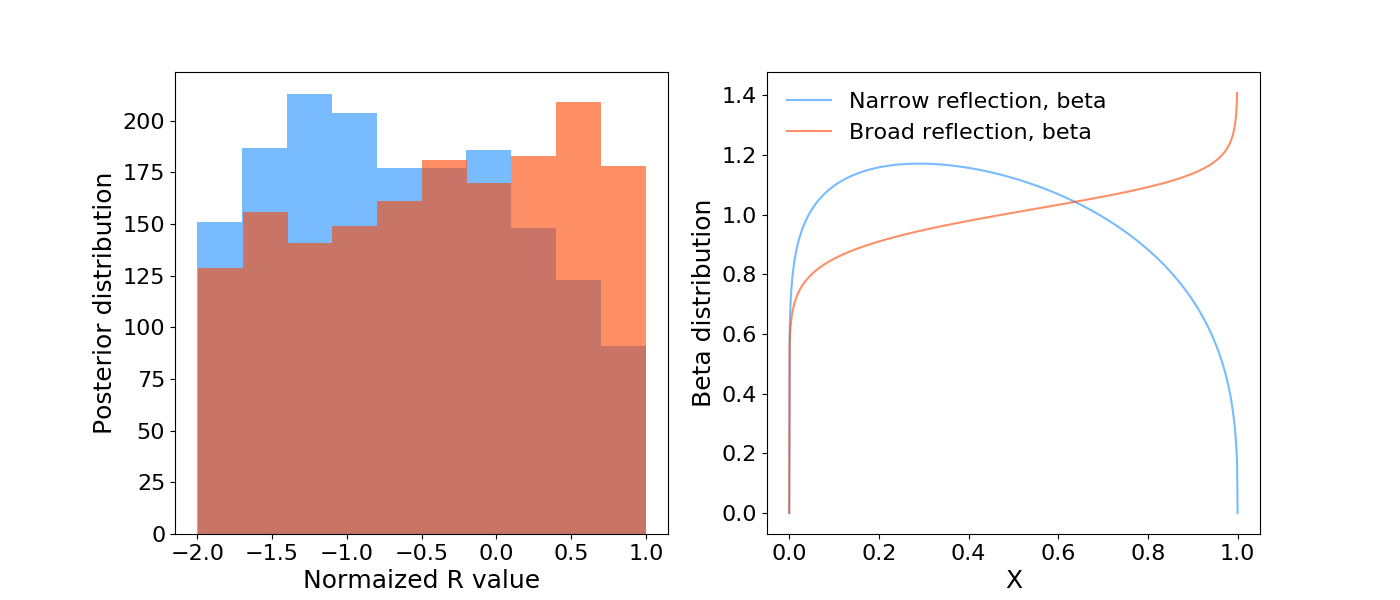 Posterior distribution
200
175
150
125
100
75
50
25
0
−2.0 −1.5 −1.0 −0.5 0.0 0.5 1.0
Normaized R value
Beta distribution
1.4
1.2
1.0
0.8
0.6
0.4
0.2
0.0
Narrow reflection, beta
Broad reflection, beta
0.0 0.2 0.4 0.6 0.8 1.0
X